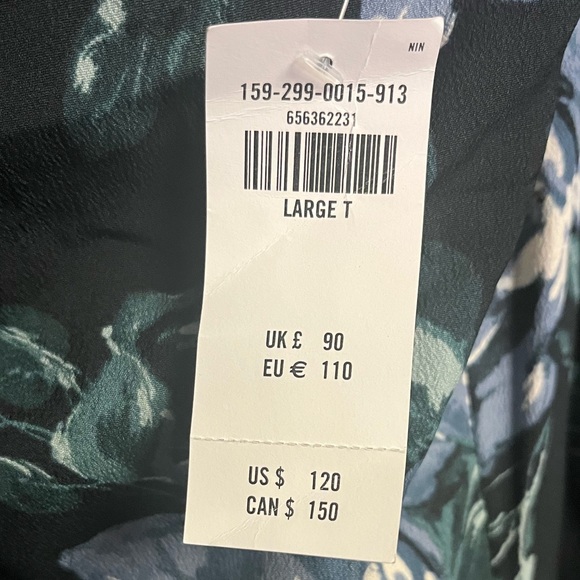 NIN
159-299-0015-913
656362231
LARGE T
UK £ 90
EU € 110
US $ 120
CAN $ 150